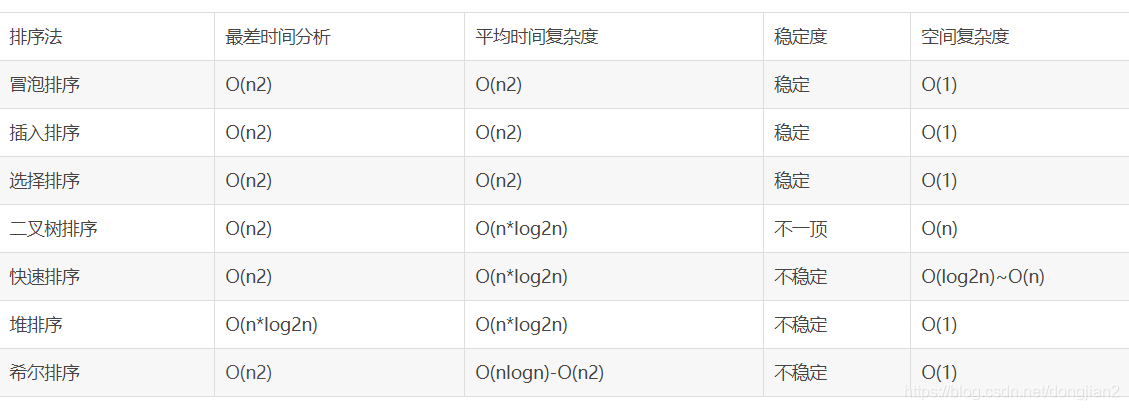 排序法 最差时间分析 平均时间复杂度 稳定度 空间复杂度
冒泡排序 O(n2) O(n2) 稳定 O(1)
插入排序 O(n2) O(n2) 稳定 O(1)
选择排序 O(n2) O(n2) 稳定 O(1)
二叉树排序 O(n2) O(n*log2n) 不一顶 O(n)
快速排序 O(n2) O(n*log2n) 不稳定 O(log2n)~O(n)
堆排序 O(n*log2n) O(n*log2n) 不稳定 O(1)
希尔排序 O(n2) O(nlogn)-O(n2) 不稳定 O(1)
https://blog.csdn.net/dongjian2